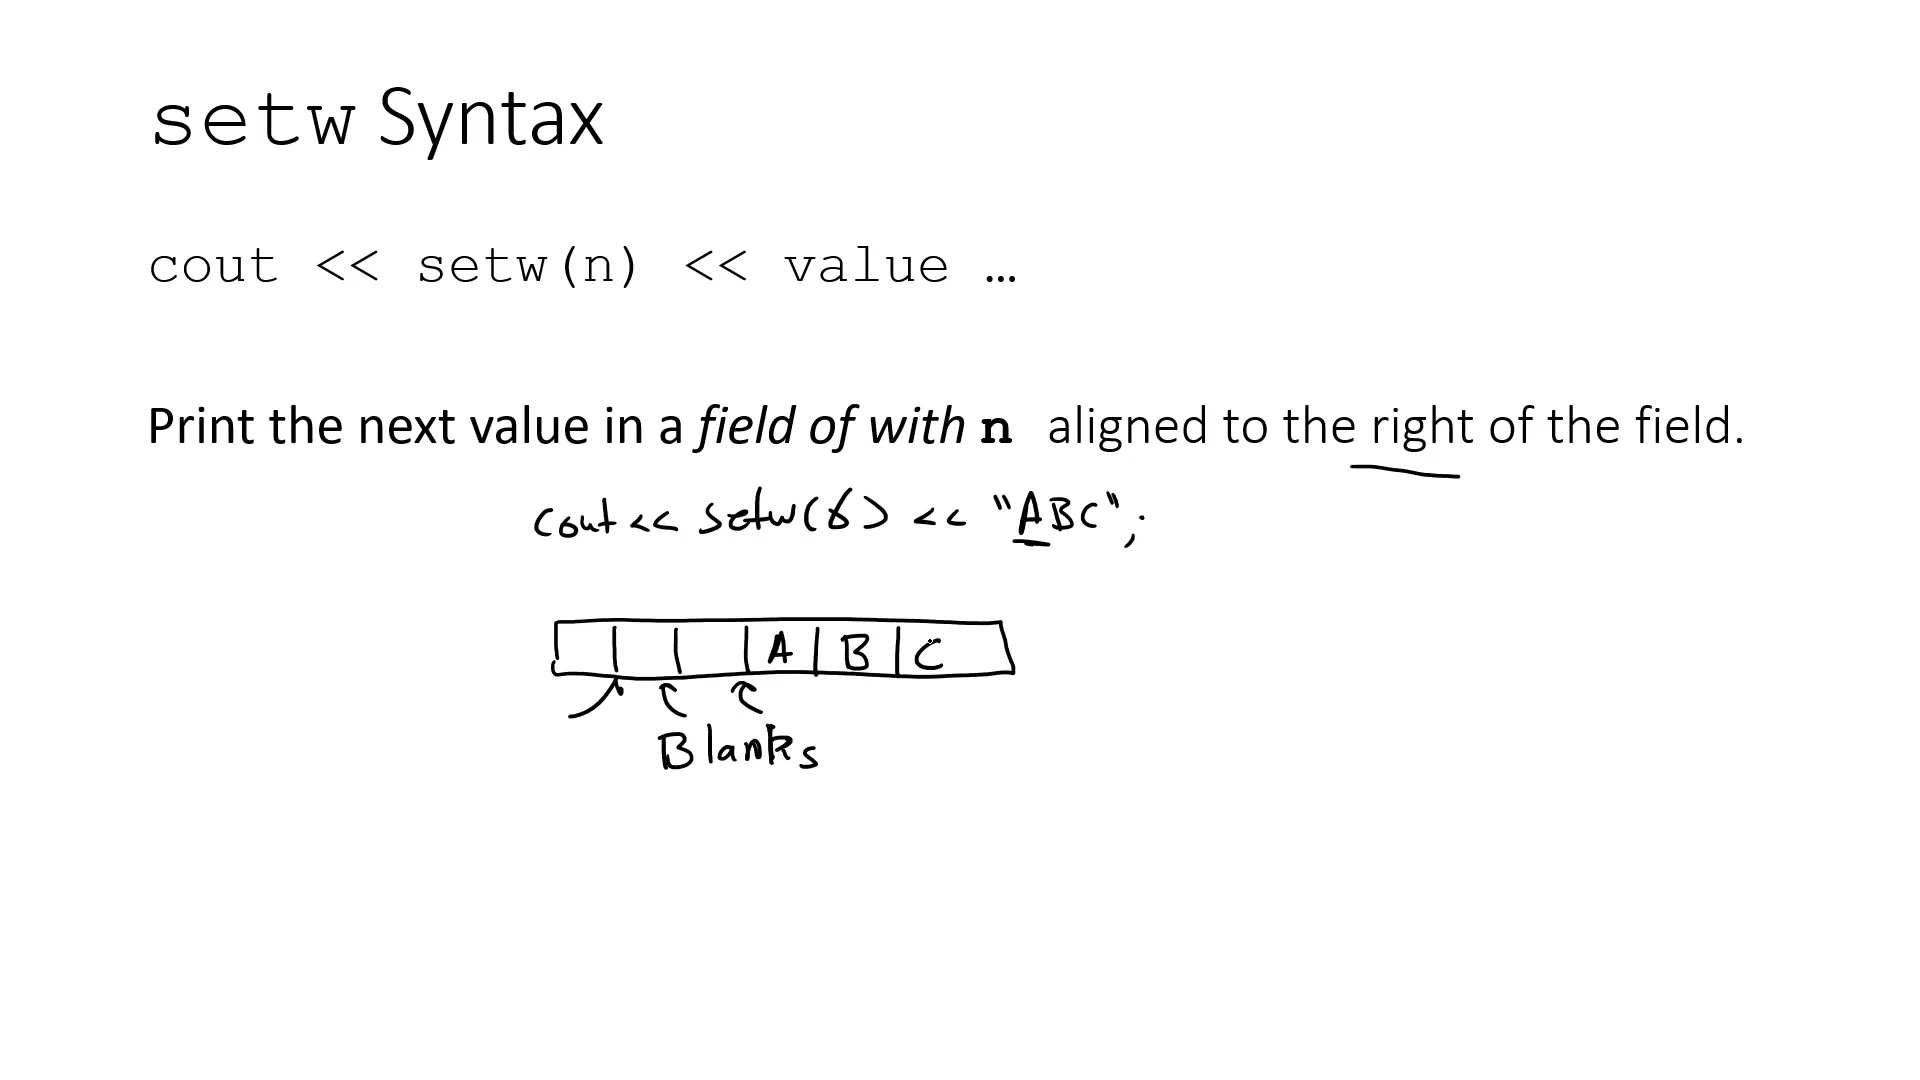 setw Syntax
cout << setw(n) << value …
Print the next value in a field of with n aligned to the right of the field.
cout << setw(6) << "ABC";
A B C
Blanks